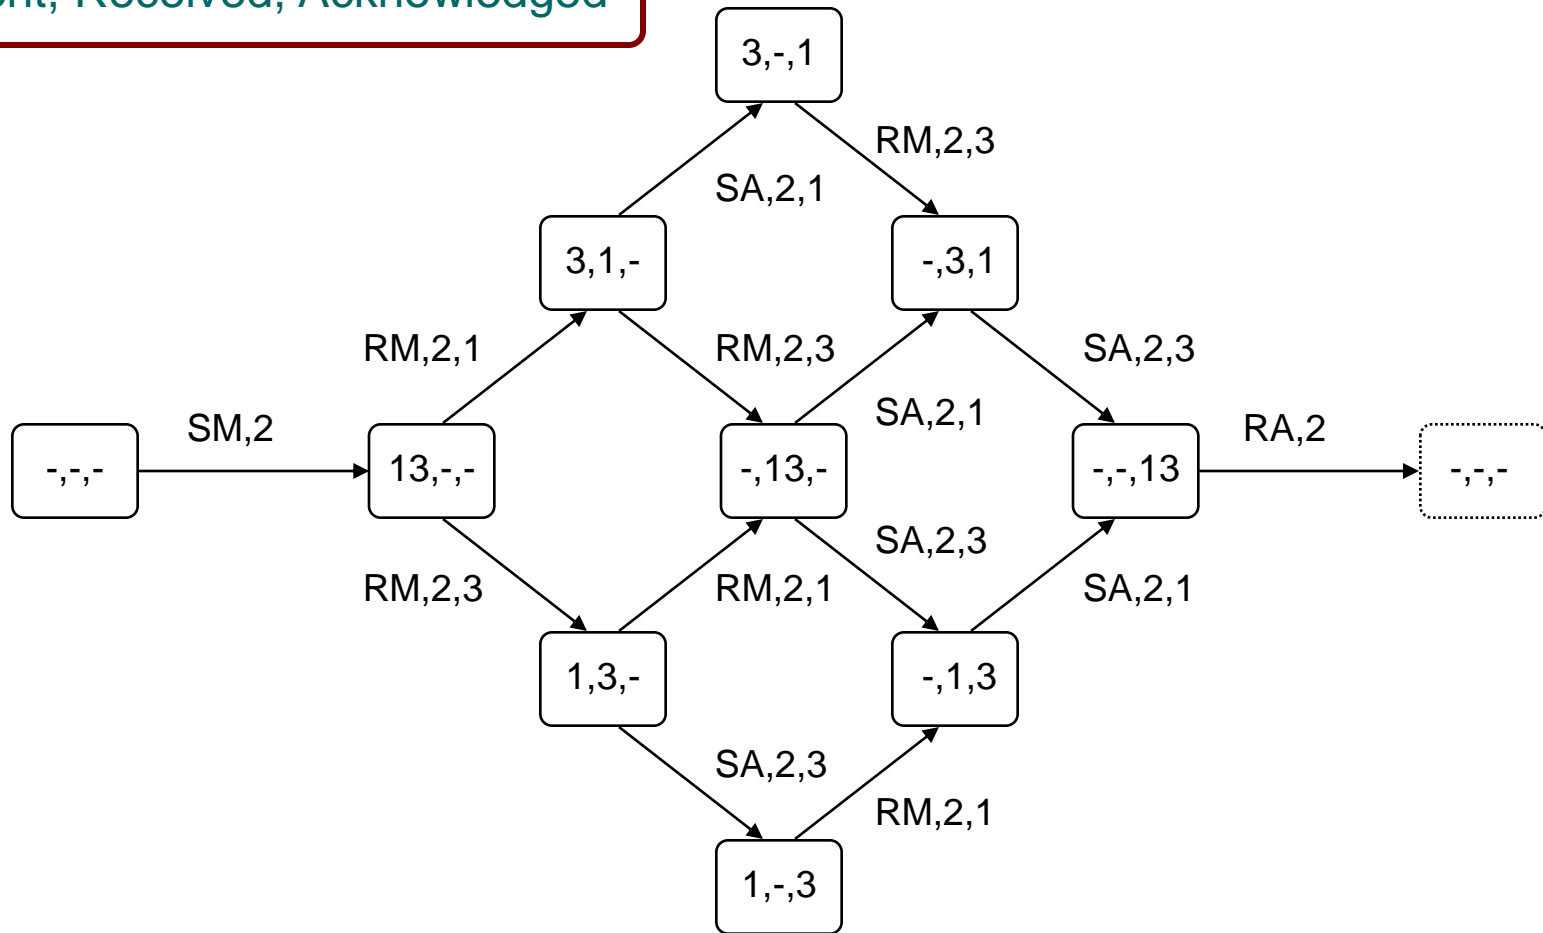 Received, Acknowledged
3,-,1
RM,2,3
SA,2,1
3,1,-
-,3,1
RM,2,1
RM,2,3
SA,2,3
SM,2
SA,2,1
RA,2
-,-,-
13,-,-
-,13,-
-,-,13
-,-,-
SA,2,3
RM,2,3
RM,2,1
SA,2,1
1,3,-
-,1,3
SA,2,3
RM,2,1
1,-,3